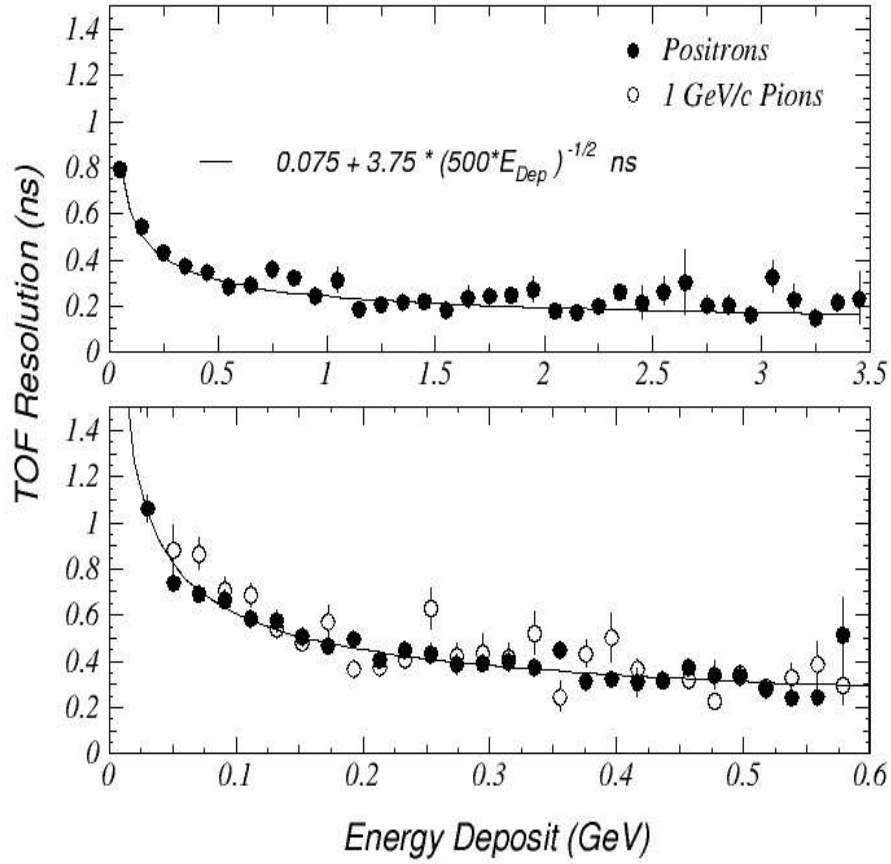 TOF Resolution (ns)
1.4
1.2
1
0.8
0.6
0.4
0.2
0
Positrons
1 GeV/c Pions
0.075 + 3.75 * (500*E_Dep)^-1/2 ns
0 0.5 1 1.5 2 2.5 3 3.5
1.4
1.2
1
0.8
0.6
0.4
0.2
0
0 0.1 0.2 0.3 0.4 0.5 0.6
Energy Deposit (GeV)